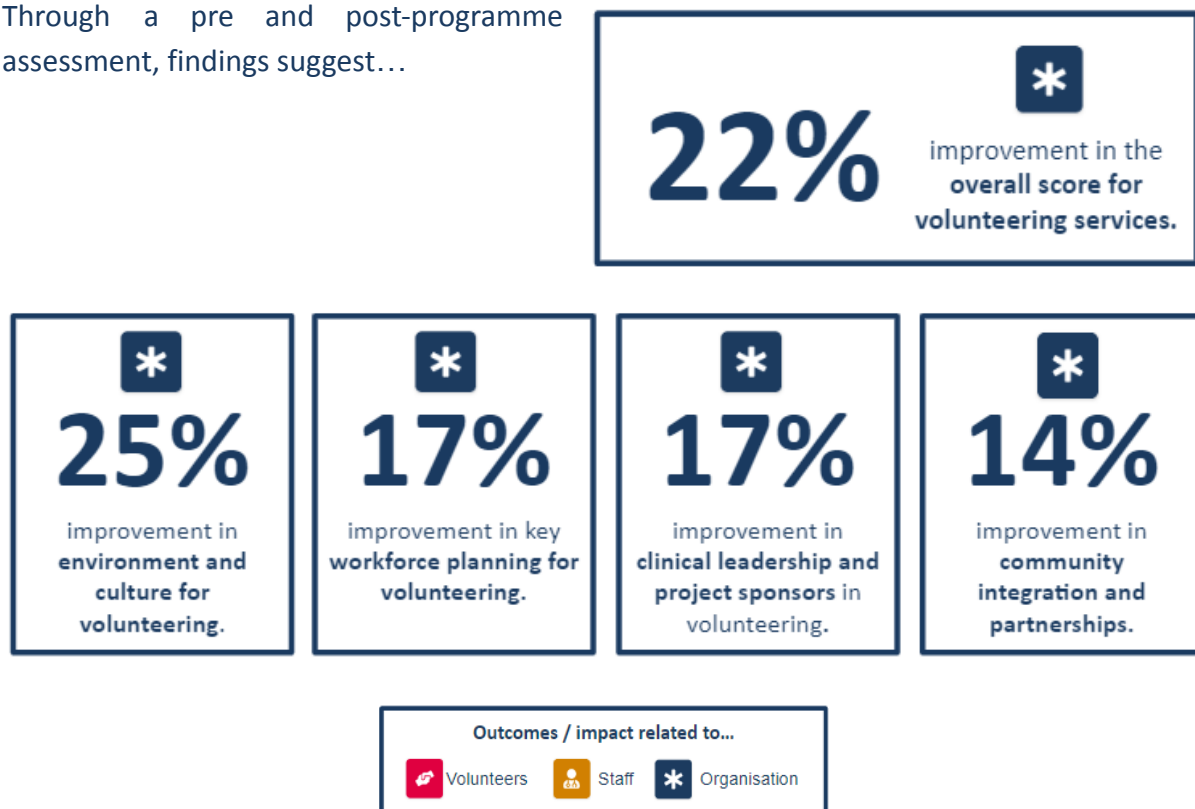 Through a pre and post-programme
assessment, findings suggest…
22%
improvement in the
overall score for
volunteering services.
25%
improvement in
environment and
culture for
volunteering.
17%
improvement in key
workforce planning for
volunteering.
17%
improvement in
clinical leadership and
project sponsors in
volunteering.
14%
improvement in
community
integration and
partnerships.
Outcomes / impact related to...
Volunteers Staff Organisation